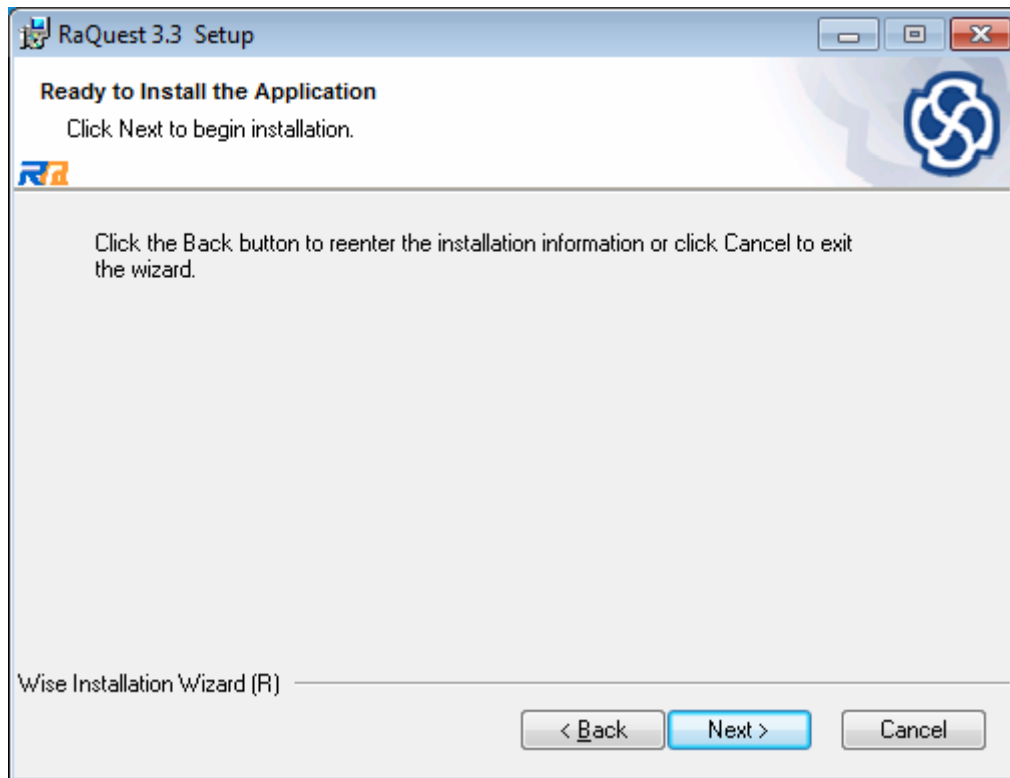 RaQuest 3.3  Setup
Ready to Install the Application
Click Next to begin installation.
Ra
Click the Back button to reenter the installation information or click Cancel to exit
the wizard.
Wise Installation Wizard (R)
< Back
Next >
Cancel